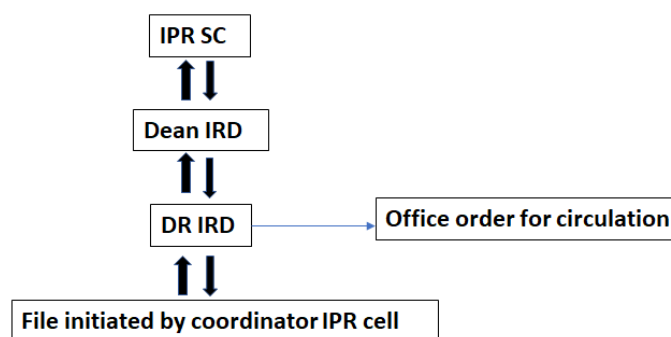 IPR SC
Dean IRD
DR IRD
Office order for circulation
File initiated by coordinator IPR cell